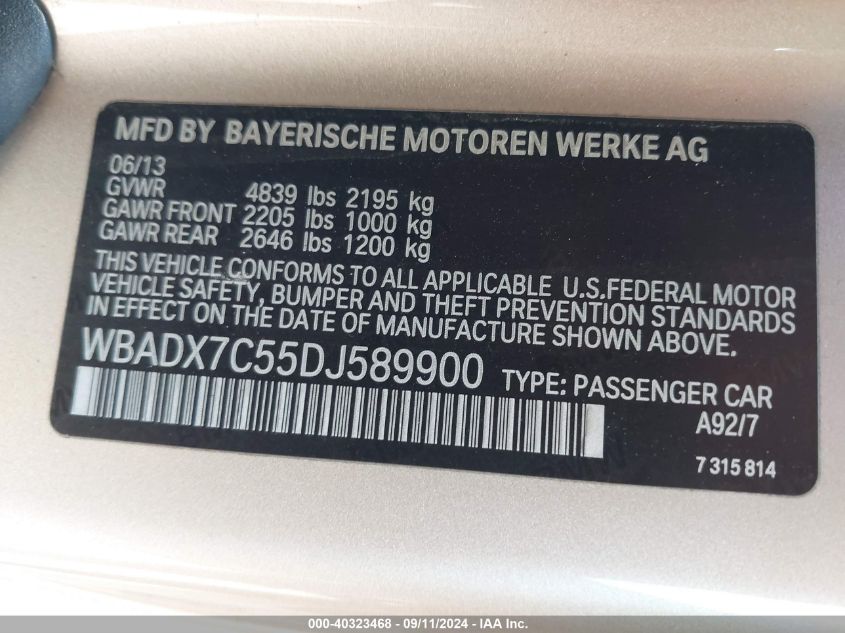 MFD BY BAYERISCHE MOTOREN WERKE AG
06/13
GVWR 4839 lbs 2195 kg
GAWR FRONT 2205 lbs 1000 kg
GAWR REAR 2646 lbs 1200 kg
THIS VEHICLE CONFORMS TO ALL APPLICABLE U.S.FEDERAL MOTOR
VEHICLE SAFETY, BUMPER AND THEFT PREVENTION STANDARDS
IN EFFECT ON THE DATE OF MANUFACTURE SHOWN ABOVE.
WBADX7C55DJ589900 TYPE: PASSENGER CAR
A92/7
7 315 814
000-40323468 - 09/11/2024 - IAA Inc.